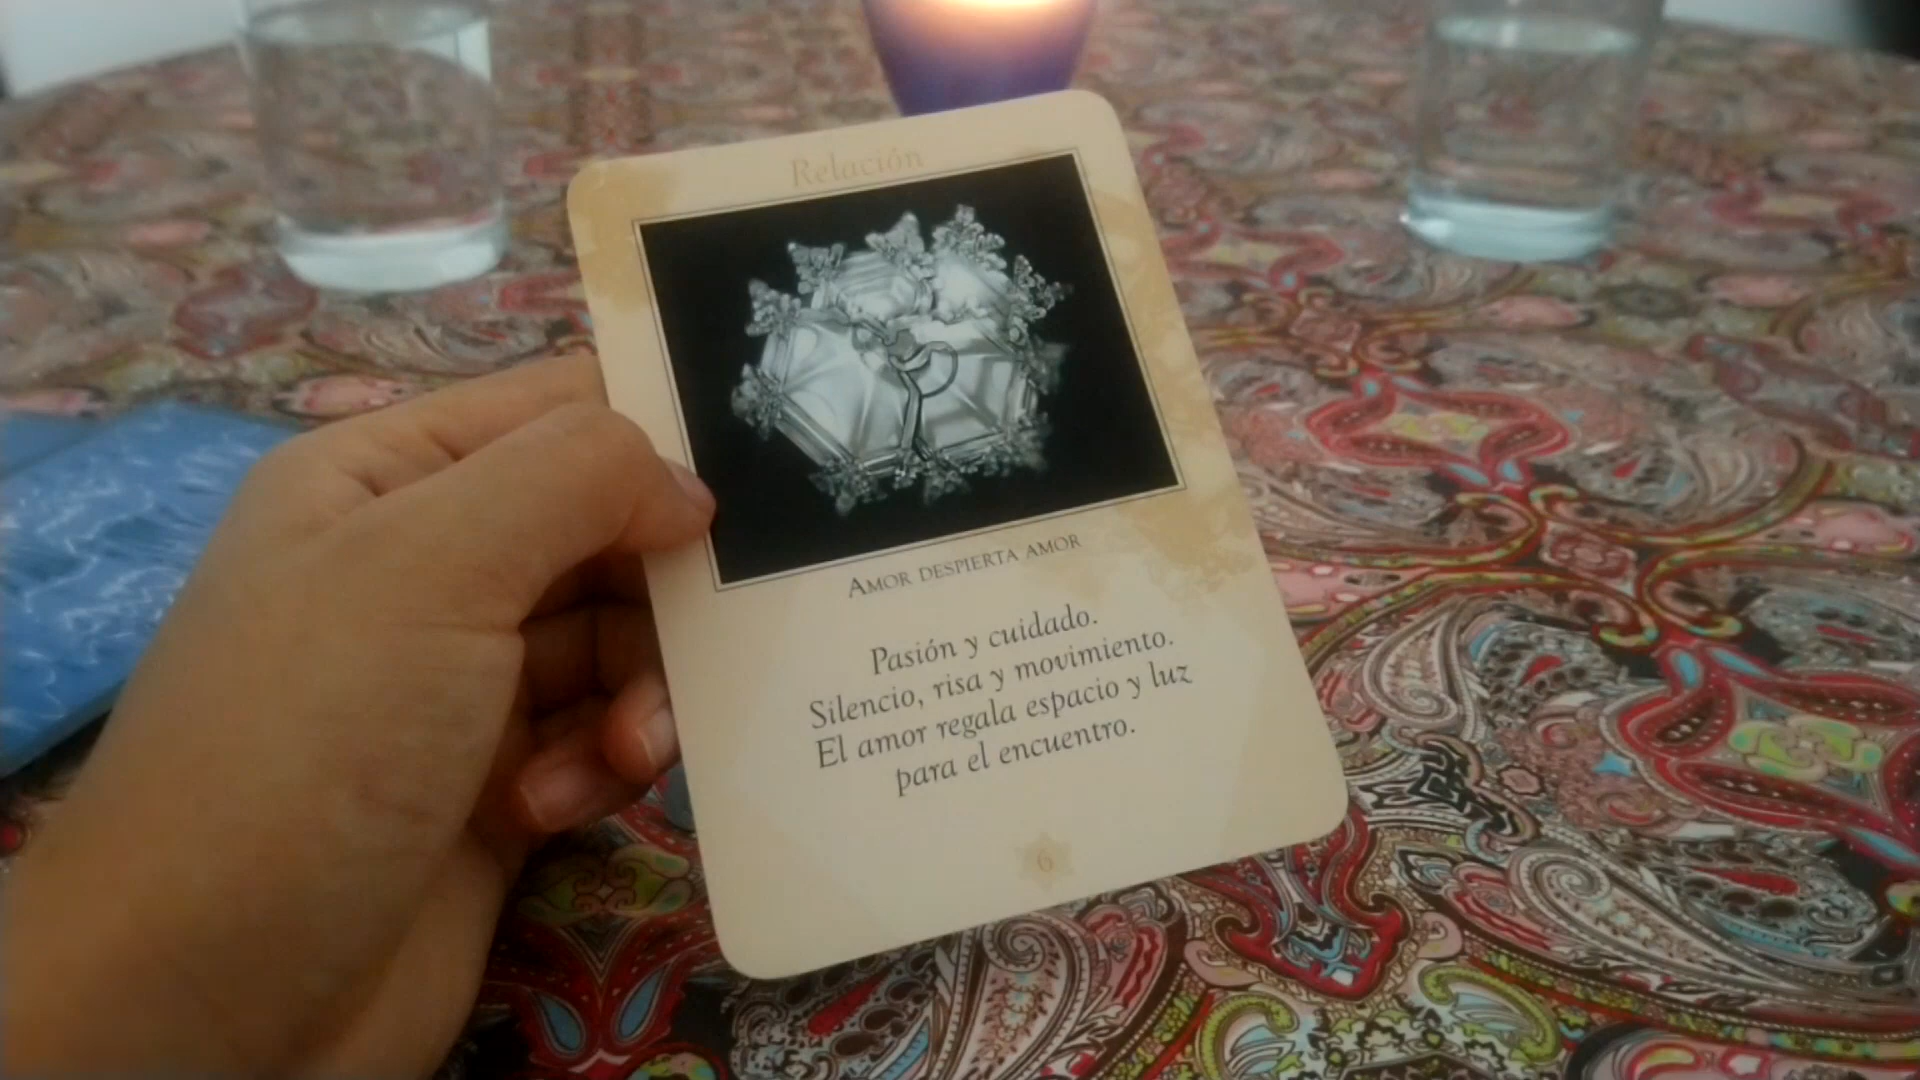 Relación
AMOR DESPIERTA AMOR
Pasión y cuidado.
Silencio, risa y movimiento.
El amor regala espacio y luz
para el encuentro.
6